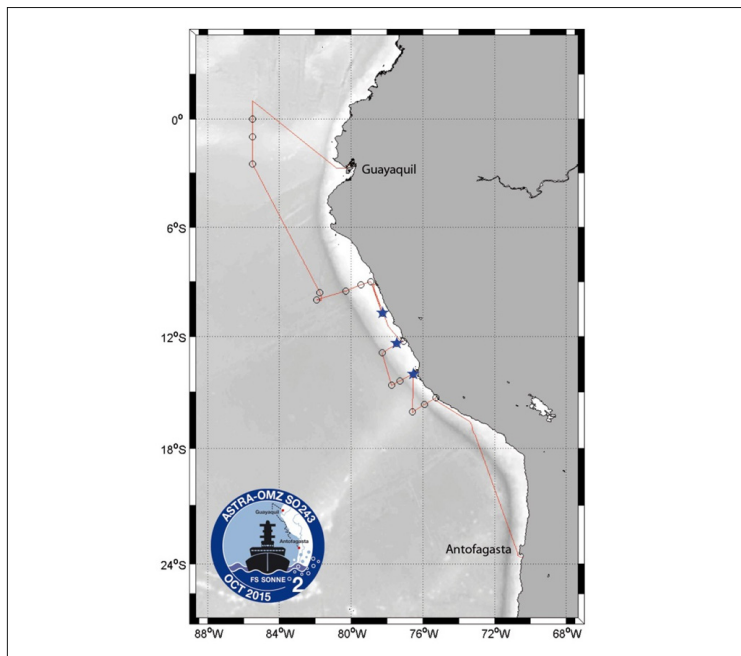 0°
6°S
12°S
18°S
24°S
Guayaquil
Antofagasta
ASTRA-OMZ SO243
Guayaquil
Antofagasta
FS SONNE
2
OCT 2015
88°W
84°W
80°W
76°W
72°W
68°W